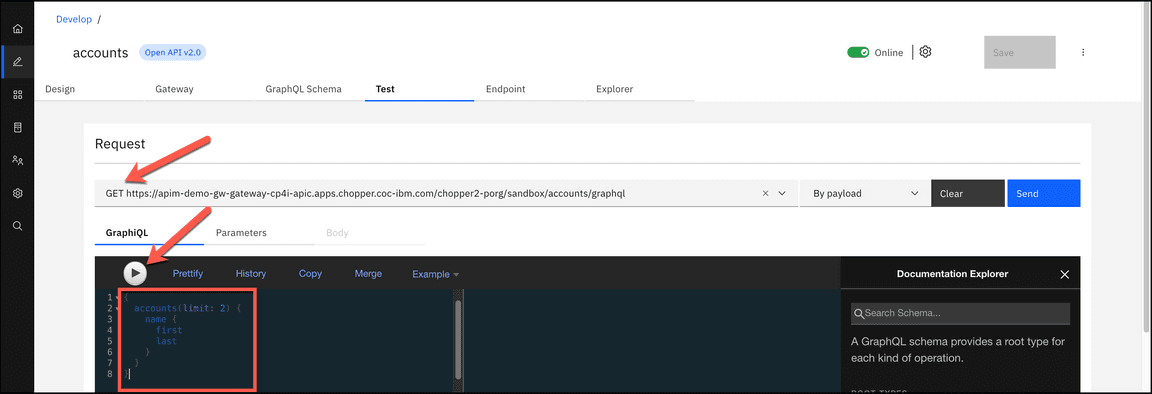 Develop /
accounts Open API v2.0 Online Save
Design Gateway GraphQL Schema Test Endpoint Explorer
Request
GET https://apim-demo-gw-gateway-cp4i-apic.apps.chopper.coc-ibm.com/chopper2-porg/sandbox/accounts/graphql By payload Clear Send
GraphiQL Parameters Body
Prettify History Copy Merge Example Documentation Explorer
1 {
2 accounts(limit: 2) {
3 name {
4 first
5 last
6 }
7 }
8 }
Search Schema...
A GraphQL schema provides a root type for
each kind of operation.
ROOT TYPES